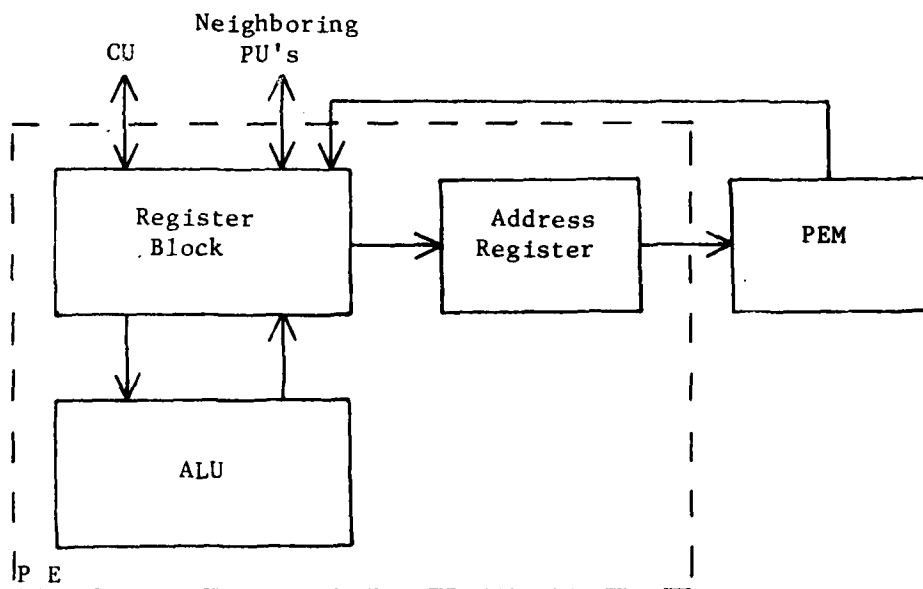 Neighboring
CU PU's
Register
Block
Address
Register
PEM
ALU
P E